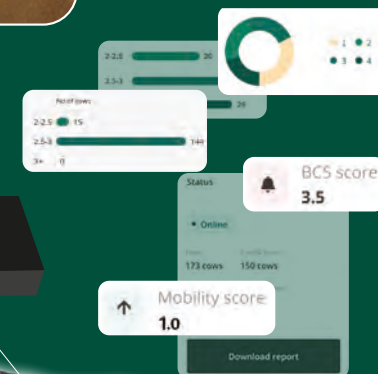 1 2
3 4
2-2.5 20
2.5-3
26
No of cows
2-2.5 15
2.5-3 144
3+ 0
BCS score
3.5
Status
Online
173 cows 150 cows
Mobility score
1.0
Download report